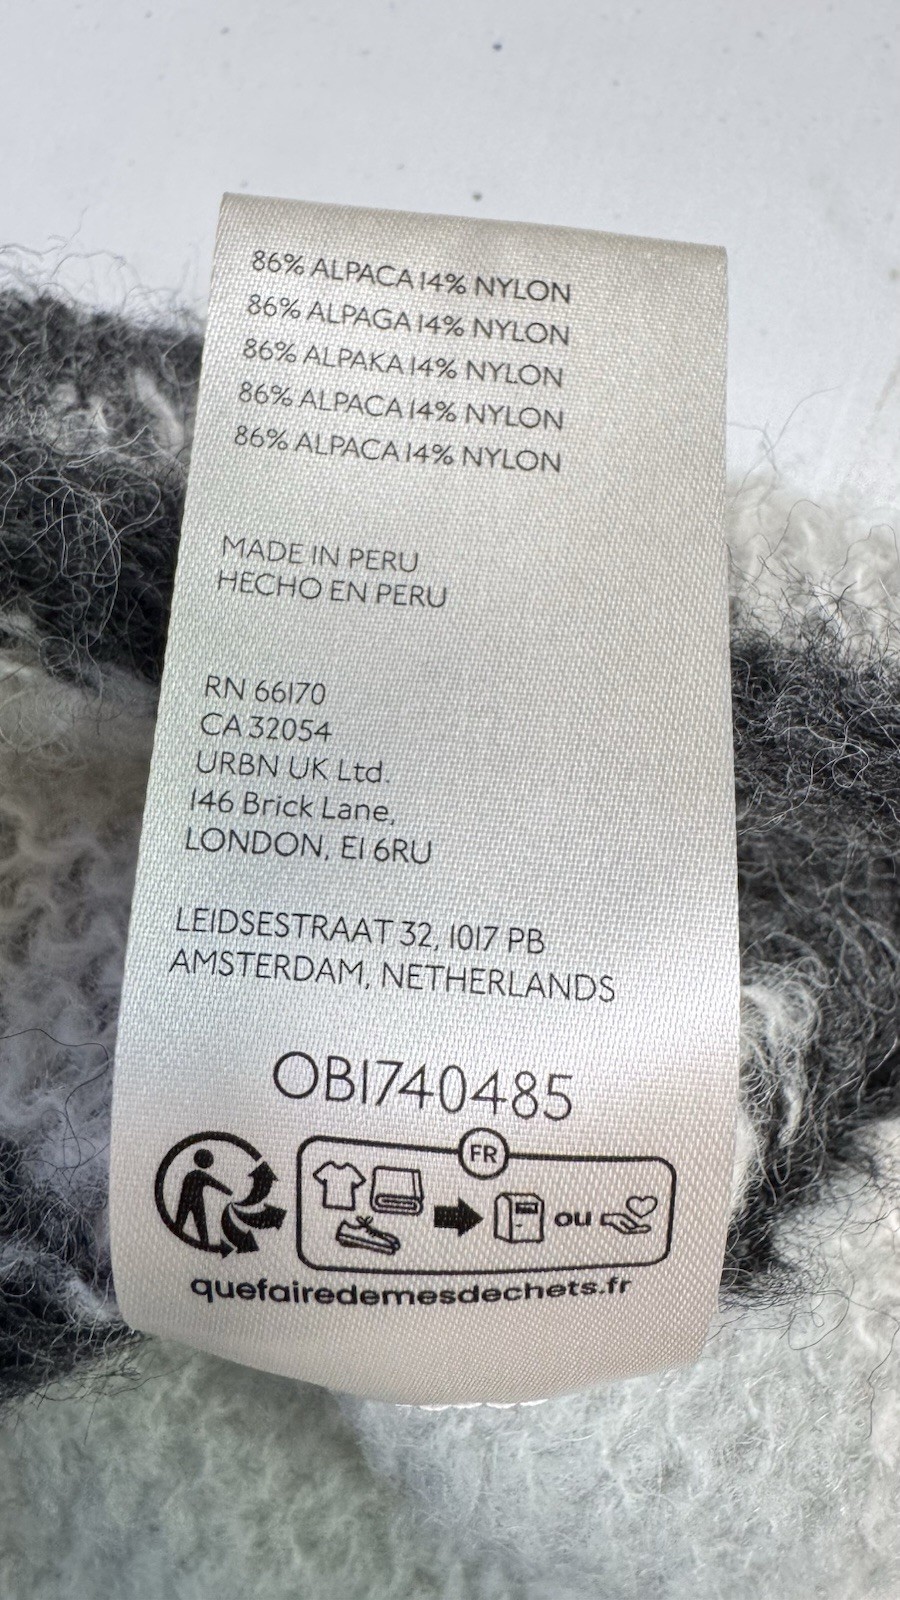 86% ALPACA 14% NYLON
86% ALPAGA 14% NYLON
86% ALPAKA 14% NYLON
86% ALPACA 14% NYLON
86% ALPACA 14% NYLON
MADE IN PERU
HECHO EN PERU
RN 66170
CA 32054
URBN UK Ltd.
146 Brick Lane,
LONDON, E1 6RU
LEIDSESTRAAT 32, 1017 PB
AMSTERDAM, NETHERLANDS
OB1740485
FR
ou
quefairedemesdechets.fr